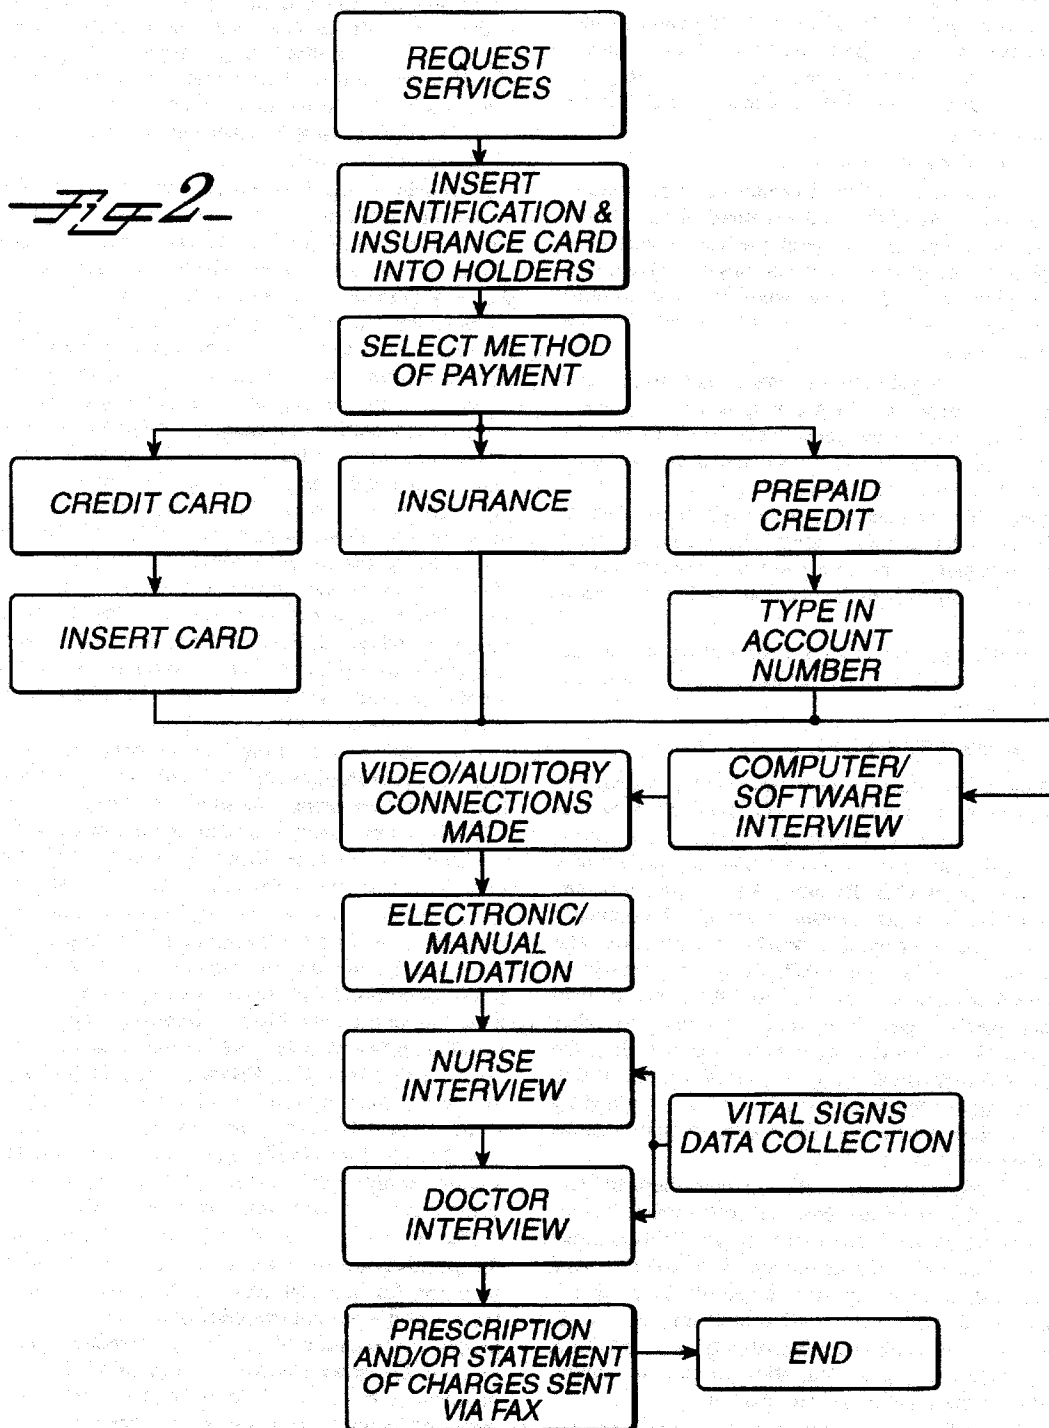 REQUEST
SERVICES
Fig 2
INSERT
IDENTIFICATION &
INSURANCE CARD
INTO HOLDERS
SELECT METHOD
OF PAYMENT
CREDIT CARD
INSURANCE
PREPAID
CREDIT
INSERT CARD
TYPE IN
ACCOUNT
NUMBER
VIDEO/AUDITORY
CONNECTIONS
MADE
COMPUTER/
SOFTWARE
INTERVIEW
ELECTRONIC/
MANUAL
VALIDATION
NURSE
INTERVIEW
VITAL SIGNS
DATA COLLECTION
DOCTOR
INTERVIEW
PRESCRIPTION
AND/OR STATEMENT
OF CHARGES SENT
VIA FAX
END